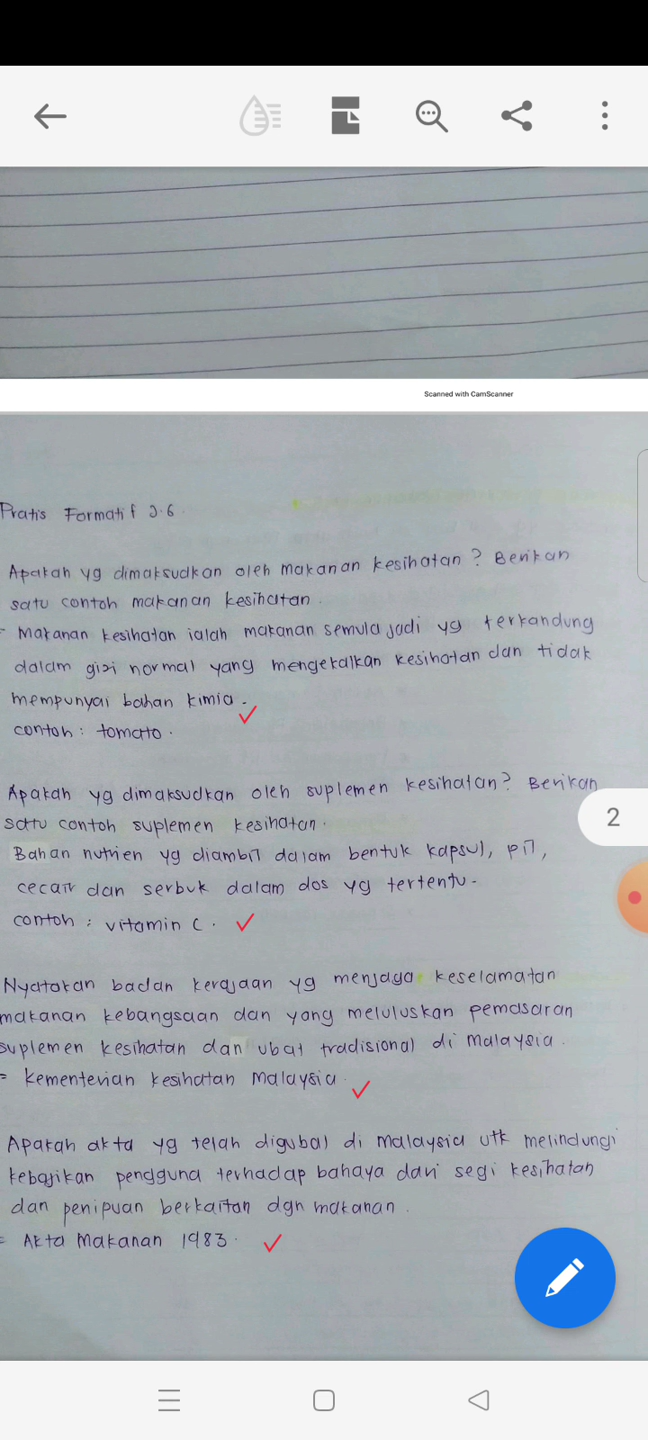 Scanned with CamScanner
Pratis Formatif 3.6.
Apakah yg dimaksudkan oleh makanan kesihatan? Berikan
satu contoh makanan kesihatan.
- Makanan kesihatan ialah makanan semula jadi yg terkandung
dalam gizi normal yang mengekalkan kesihatan dan tidak
mempunyai bahan kimia.
contoh: tomato.
Apakah yg dimaksudkan oleh suplemen kesihatan? Berikan
satu contoh suplemen kesihatan.
Bahan nutrien yg diambil dalam bentuk kapsul, pil,
cecair dan serbuk dalam dos yg tertentu.
contoh: vitamin C.
2
Nyatakan badan kerajaan yg menjaga keselamatan
makanan kebangsaan dan yang meluluskan pemasaran
suplemen kesihatan dan ubat tradisional di Malaysia.
= Kementerian kesihatan Malaysia.
Apakah akta yg telah digubal di malaysia utk melindungi
kebajikan pengguna terhadap bahaya dari segi kesihatan
dan penipuan berkaitan dgn makanan.
= Akta Makanan 1983.